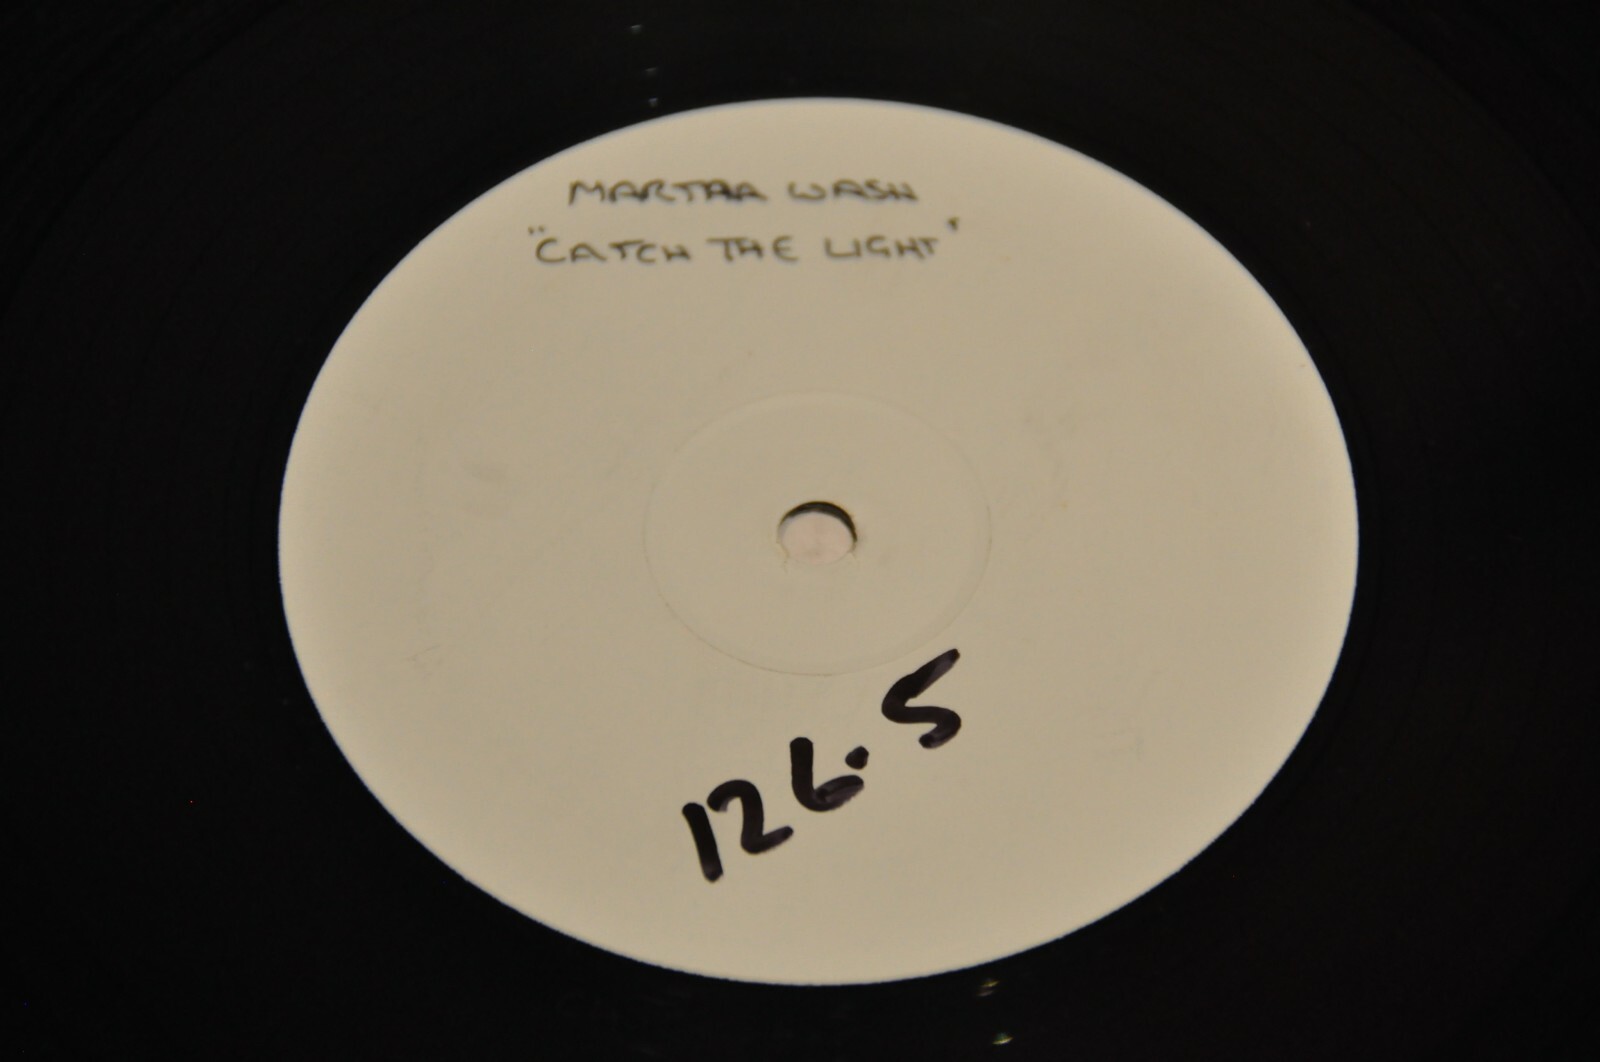 MARTHA WASH
"CATCH THE LIGHT"
126.5